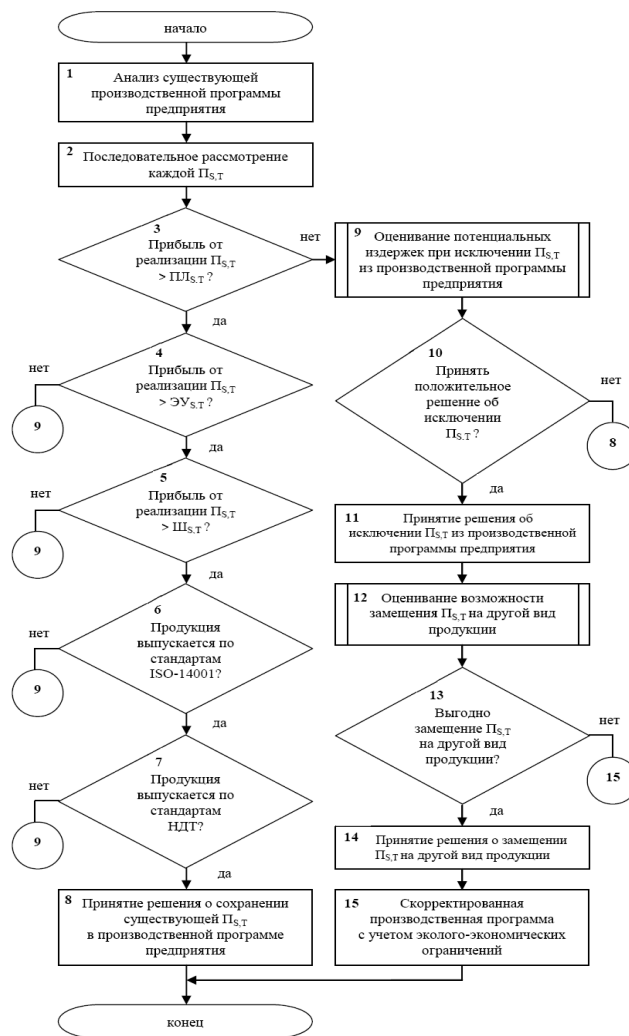 начало
1
Анализ существующей
производственной программы
предприятия
2
Последовательное рассмотрение
каждой П_S,T
3
Прибыль от
реализации П_S,T
> ПЛ_S,T ?
нет
да
4
Прибыль от
реализации П_S,T
> ЭУ_S,T ?
нет
9
да
5
Прибыль от
реализации П_S,T
> Ш_S,T ?
нет
9
да
6
Продукция
выпускается по
стандартам
ISO-14001?
нет
9
да
7
Продукция
выпускается по
стандартам
НДТ?
нет
9
да
8
Принятие решения о сохранении
существующей П_S,T
в производственной программе
предприятия
9
Оценивание потенциальных
издержек при исключении П_S,T
из производственной программы
предприятия
10
Принять
положительное
решение об
исключении
П_S,T ?
нет
8
да
11
Принятие решения об
исключении П_S,T из производственной
программы предприятия
12
Оценивание возможности
замещения П_S,T на другой вид
продукции
13
Выгодно
замещение П_S,T
на другой вид
продукции?
нет
15
да
14
Принятие решения о замещении
П_S,T на другой вид продукции
15
Скорректированная
производственная программа
с учетом эколого-экономических
ограничений
конец